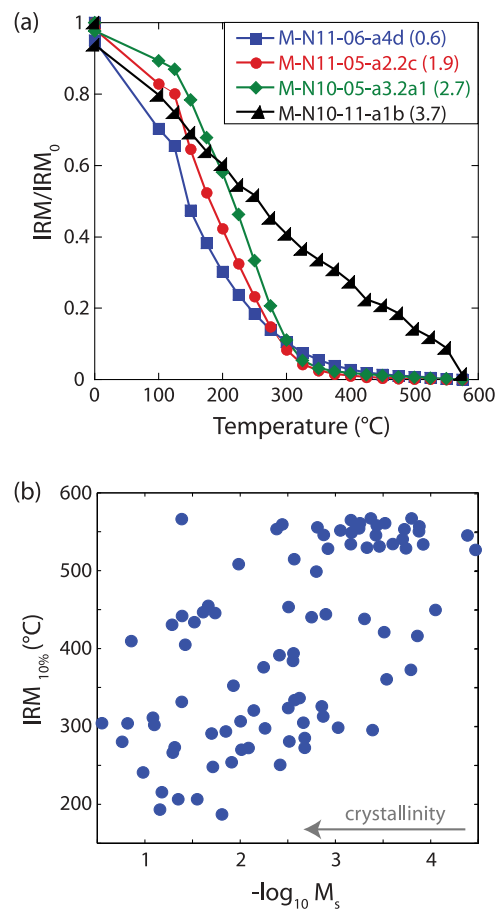 (a)
M-N11-06-a4d (0.6)
M-N11-05-a2.2c (1.9)
M-N10-05-a3.2a1 (2.7)
M-N10-11-a1b (3.7)
IRM/IRM₀
1
0.8
0.6
0.4
0.2
0
0 100 200 300 400 500 600
Temperature (°C)
(b)
IRM 10% (°C)
600
500
400
300
200
crystallinity
1 2 3 4
-log₁₀ Mₛ